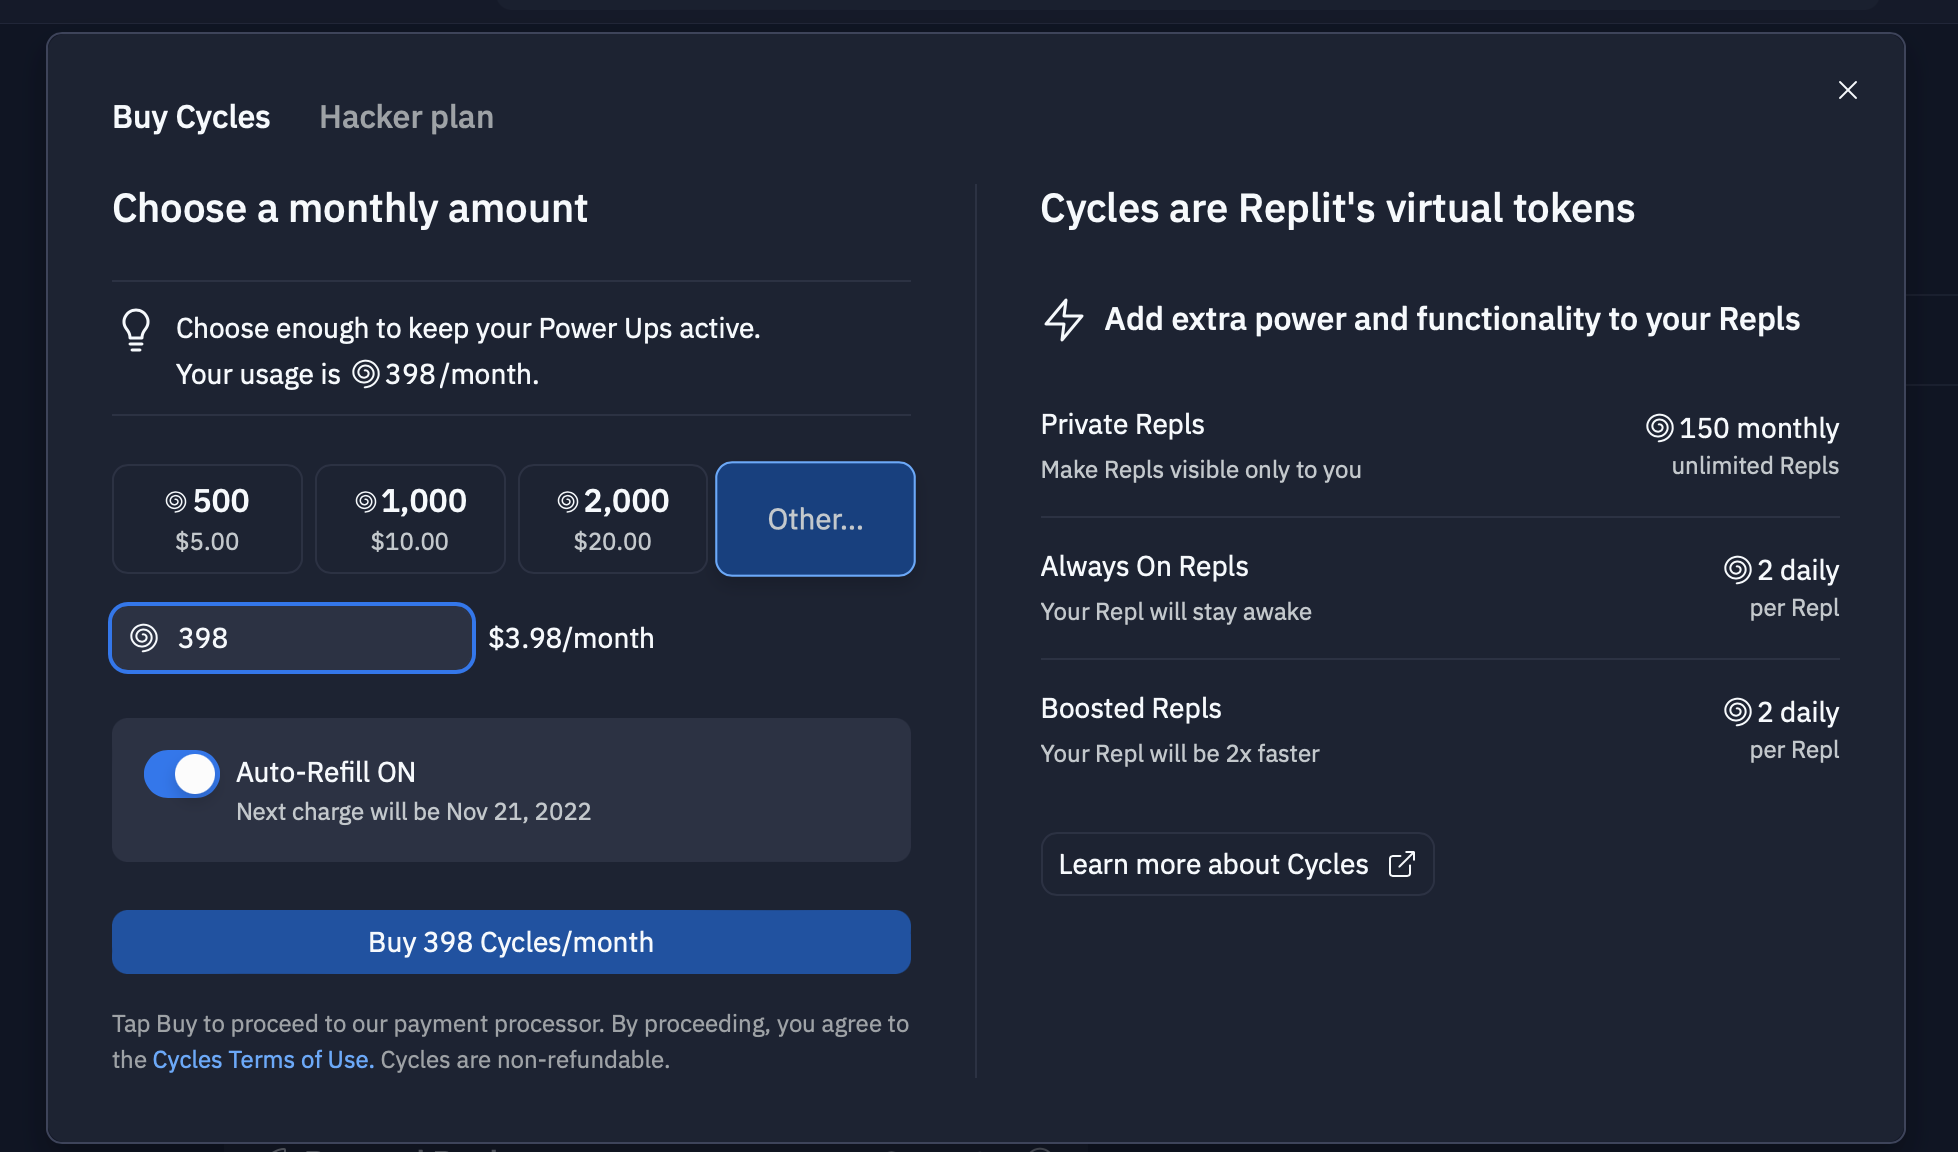 Buy Cycles
Hacker plan
Choose a monthly amount
Choose enough to keep your Power Ups active.
Your usage is 398/month.
500
$5.00
1,000
$10.00
2,000
$20.00
Other...
398
$3.98/month
Auto-Refill ON
Next charge will be Nov 21, 2022
Buy 398 Cycles/month
Tap Buy to proceed to our payment processor. By proceeding, you agree to
the Cycles Terms of Use. Cycles are non-refundable.
Cycles are Replit's virtual tokens
Add extra power and functionality to your Repls
Private Repls
150 monthly
Make Repls visible only to you
unlimited Repls
Always On Repls
2 daily
Your Repl will stay awake
per Repl
Boosted Repls
2 daily
Your Repl will be 2x faster
per Repl
Learn more about Cycles